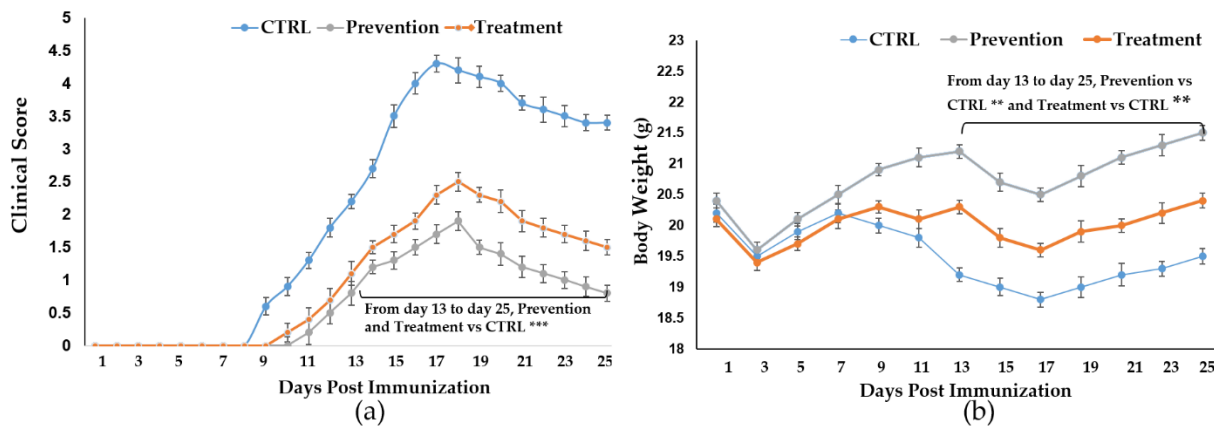 CTRL Prevention Treatment
Clinical Score
5
4.5
4
3.5
3
2.5
2
1.5
1
0.5
0
From day 13 to day 25, Prevention
and Treatment vs CTRL ***
1 3 5 7 9 11 13 15 17 19 21 23 25
Days Post Immunization
(a)
CTRL Prevention Treatment
Body Weight (g)
23
22.5
22
21.5
21
20.5
20
19.5
19
18.5
18
From day 13 to day 25, Prevention vs
CTRL ** and Treatment vs CTRL **
1 3 5 7 9 11 13 15 17 19 21 23 25
Days Post Immunization
(b)